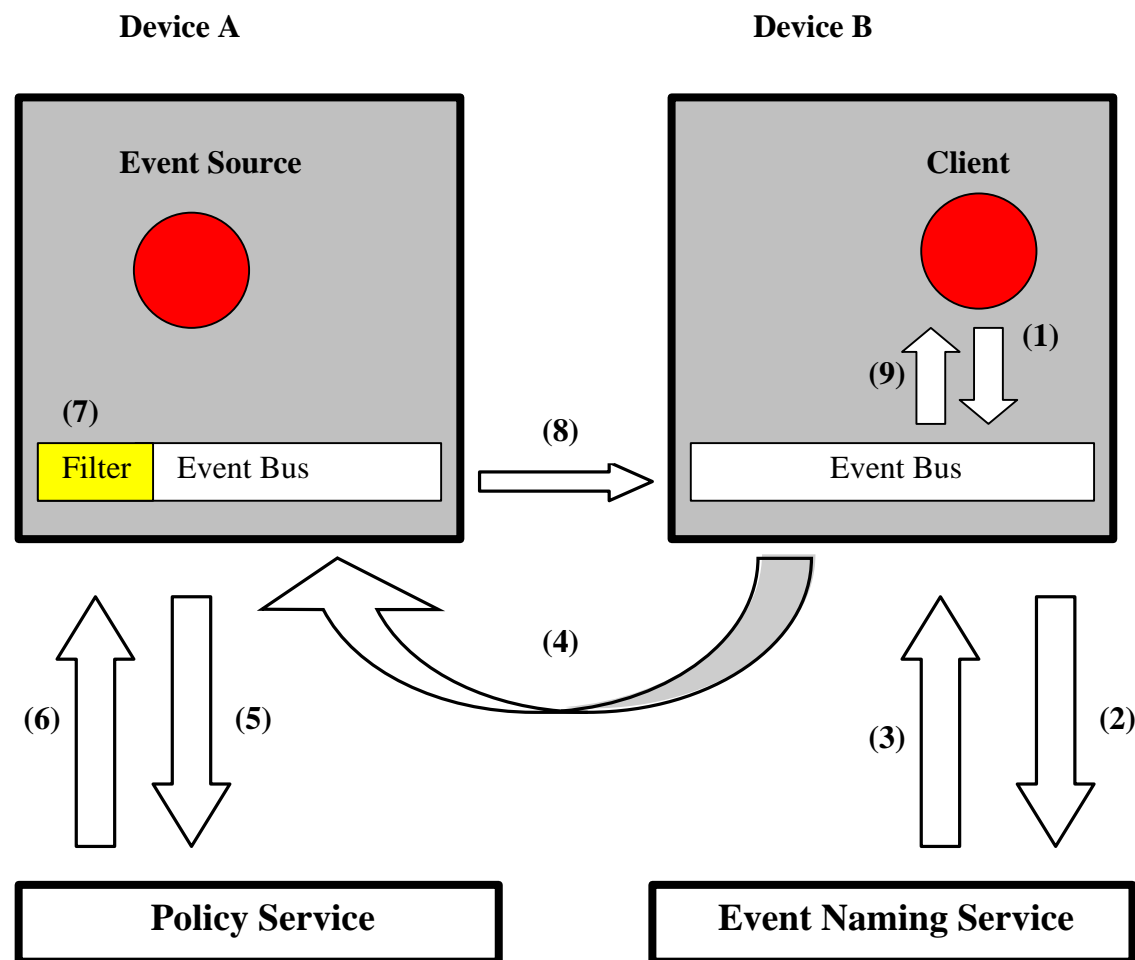 Device A
Device B
Event Source
Client
(1)
(9)
(7)
(8)
Filter
Event Bus
Event Bus
(4)
(6)
(5)
(3)
(2)
Policy Service
Event Naming Service